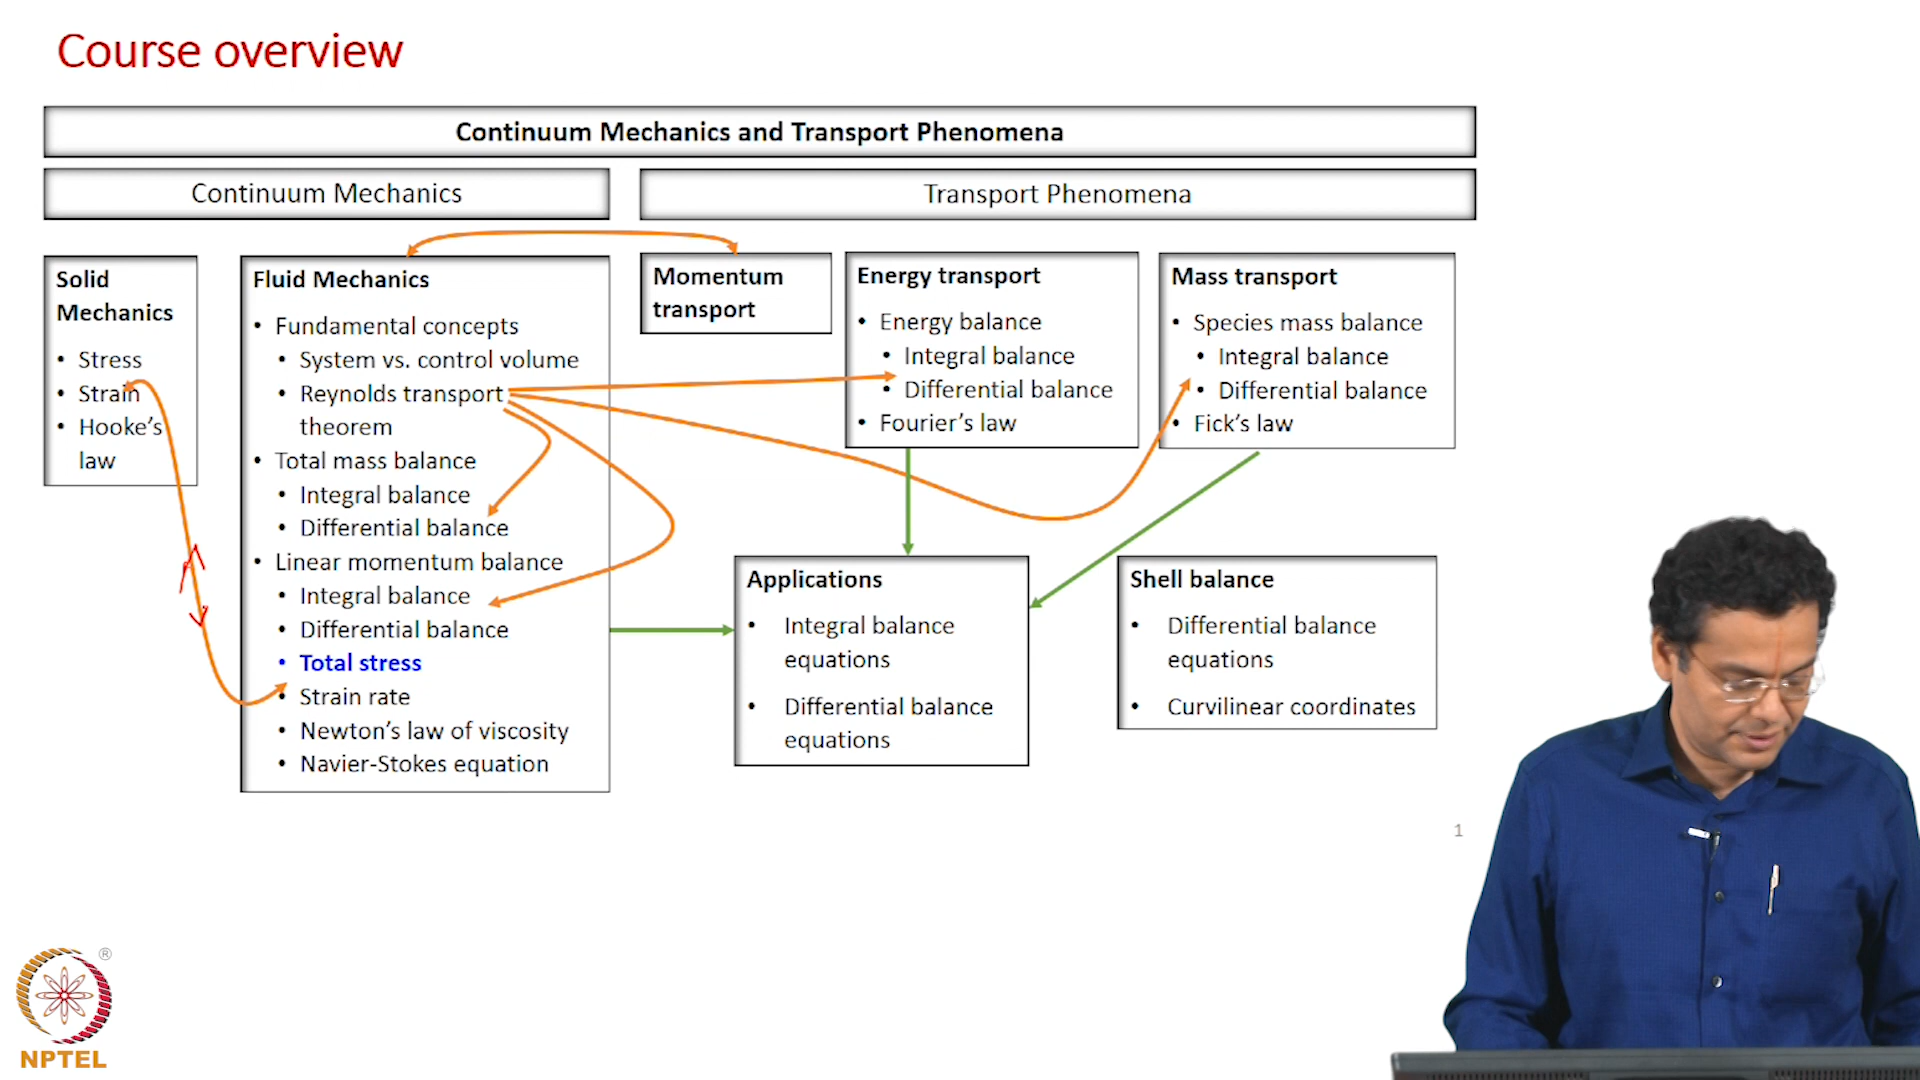 Course overview
Continuum Mechanics and Transport Phenomena
Continuum Mechanics
Transport Phenomena
Solid
Mechanics
• Stress
• Strain
• Hooke's
law
Fluid Mechanics
• Fundamental concepts
• System vs. control volume
• Reynolds transport
theorem
• Total mass balance
• Integral balance
• Differential balance
• Linear momentum balance
• Integral balance
• Differential balance
• Total stress
• Strain rate
• Newton's law of viscosity
• Navier-Stokes equation
Momentum
transport
Energy transport
• Energy balance
• Integral balance
• Differential balance
• Fourier's law
Mass transport
• Species mass balance
• Integral balance
• Differential balance
• Fick's law
Applications
• Integral balance
equations
• Differential balance
equations
Shell balance
• Differential balance
equations
• Curvilinear coordinates
1
®
NPTEL